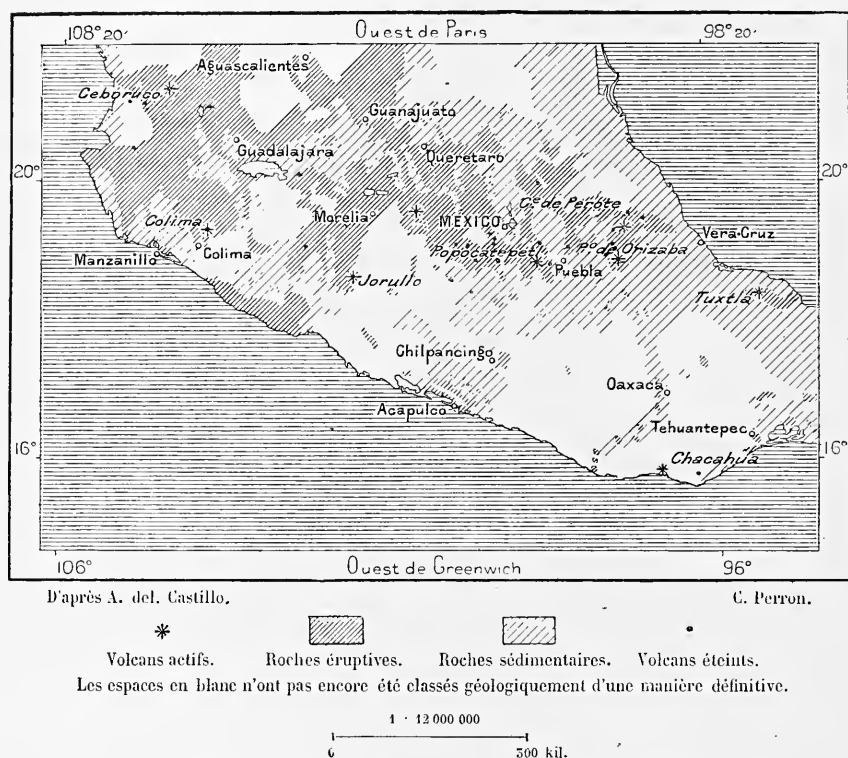 108° 20' Ouest de Paris 98° 20'
Aguascalientes
Ceboruco
Guanajuato
Guadalajara
Queretaro
20° 20°
Cᵒ de Perote
Morelia MEXICO
Colima
Vera-Cruz
Colima
Popocatepetl Pᵒ de Orizaba
Manzanillo
Puebla
Jorullo
Tuxtla
Chilpancingo
Oaxaca
Acapulco
Tehuantepec
16° 16°
Chacahua
106° Ouest de Greenwich 96°
D'après A. del. Castillo. C. Perron.
Volcans actifs. Roches éruptives. Roches sédimentaires. Volcans éteints.
Les espaces en blanc n'ont pas encore été classés géologiquement d'une manière définitive.
1 : 12 000 000
0 300 kil.